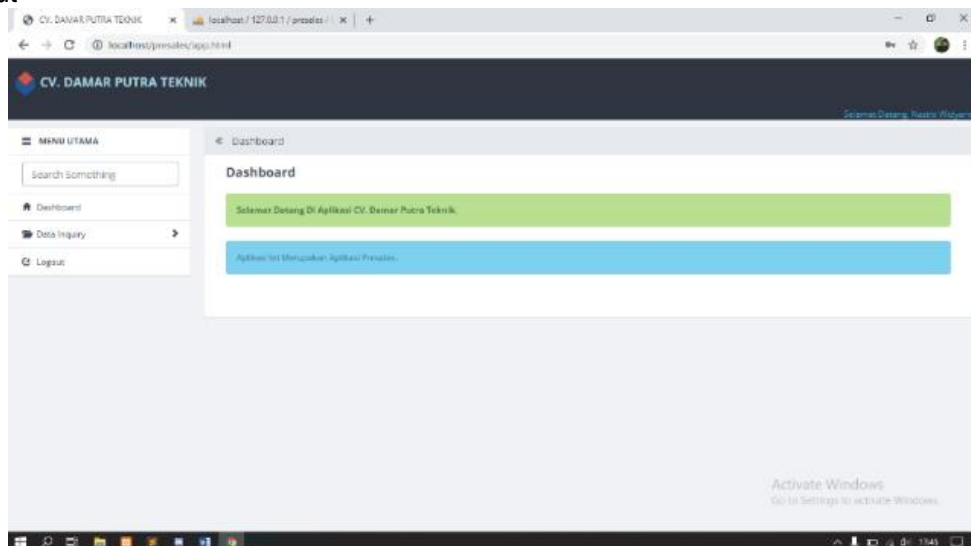 CV. DAMAR PUTRA TEKNIK
localhost / 127.0.0.1 / presales /
localhost/presales/app.html
CV. DAMAR PUTRA TEKNIK
Selamat Datang,
MENU UTAMA
Dashboard
Search Something
Dashboard
Selamat Datang Di Aplikasi CV. Damar Putra Teknik.
Dashboard
Data Inquiry
Aplikasi Ini Merupakan Aplikasi Presales.
Logout
Activate Windows
Go to Settings to activate Windows.
1345